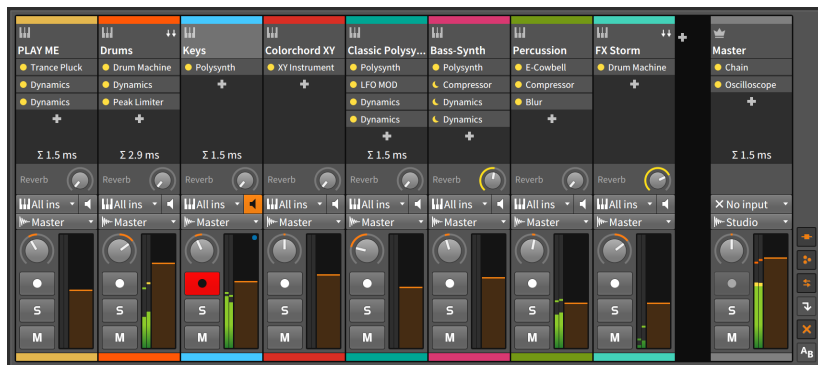 PLAY ME Drums Keys Colorchord XY Classic Polysy... Bass-Synth Percussion FX Storm Master
Trance Pluck Drum Machine Polysynth XY Instrument Polysynth Polysynth E-Cowbell Drum Machine Chain
Dynamics Dynamics LFO MOD Compressor Compressor Oscilloscope
Dynamics Peak Limiter Dynamics Dynamics Blur
Dynamics Dynamics
Σ 1.5 ms Σ 2.9 ms Σ 1.5 ms Σ 1.5 ms Σ 1.5 ms
Reverb Reverb Reverb Reverb Reverb Reverb Reverb Reverb
All ins All ins All ins All ins All ins All ins All ins All ins No input
Master Master Master Master Master Master Master Master Studio
S S S S S S S S S
M M M M M M M M M
AB